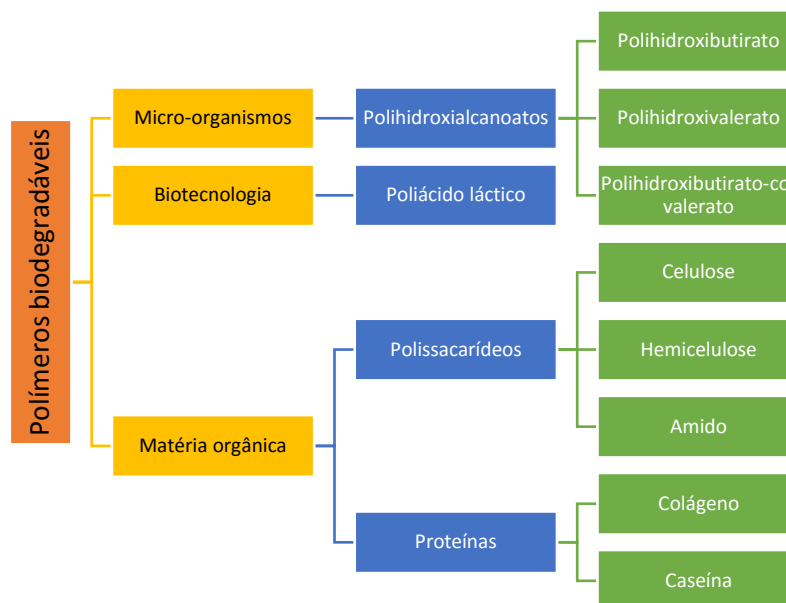 Polímeros biodegradáveis
Micro-organismos
Polihidroxialcanoatos
Polihidroxibutirato
Polihidroxivalerato
Polihidroxibutirato-co
valerato
Biotecnologia
Poliácido láctico
Matéria orgânica
Polissacarídeos
Celulose
Hemicelulose
Amido
Proteínas
Colágeno
Caseína